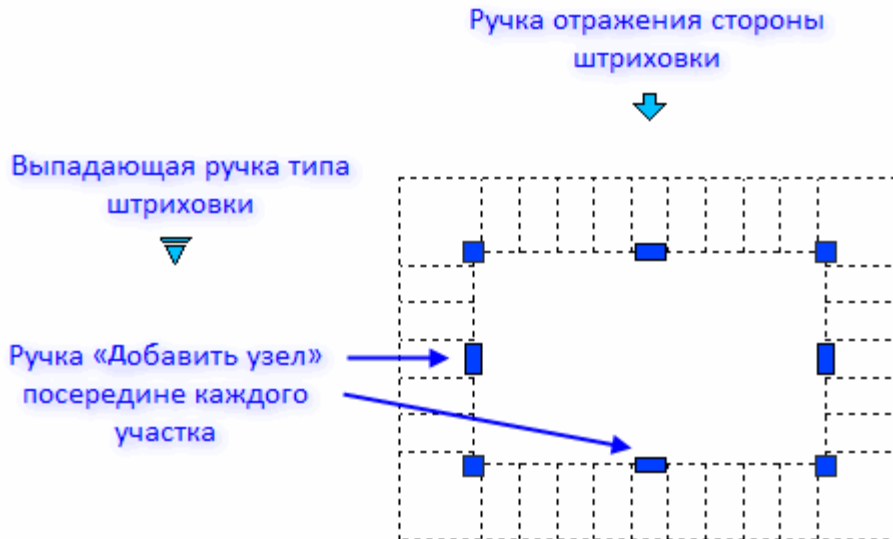 Ручка отражения стороны
штриховки
Выпадающая ручка типа
штриховки
Ручка «Добавить узел»
посередине каждого
участка